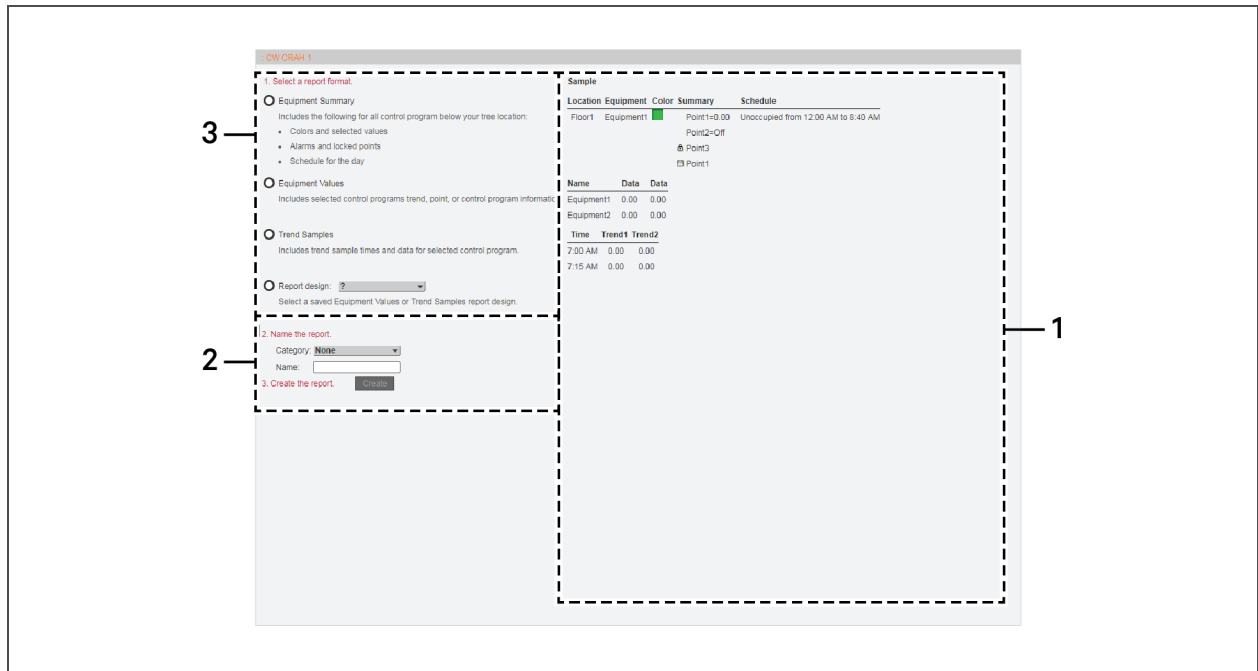 : CW CRAH 1
1. Select a report format.
Equipment Summary
Includes the following for all control program below your tree location:
• Colors and selected values
• Alarms and locked points
• Schedule for the day
Equipment Values
Includes selected control programs trend, point, or control program informatic
Trend Samples
Includes trend sample times and data for selected control program.
Report design: ?
Select a saved Equipment Values or Trend Samples report design.
3
2. Name the report.
Category: None
Name:
3. Create the report. Create
2
Sample
Location Equipment Color Summary Schedule
Floor1 Equipment1 Point1=0.00 Unoccupied from 12:00 AM to 8:40 AM
Point2=Off
Point3
Point1
Name Data Data
Equipment1 0.00 0.00
Equipment2 0.00 0.00
Time Trend1 Trend2
7:00 AM 0.00 0.00
7:15 AM 0.00 0.00
1